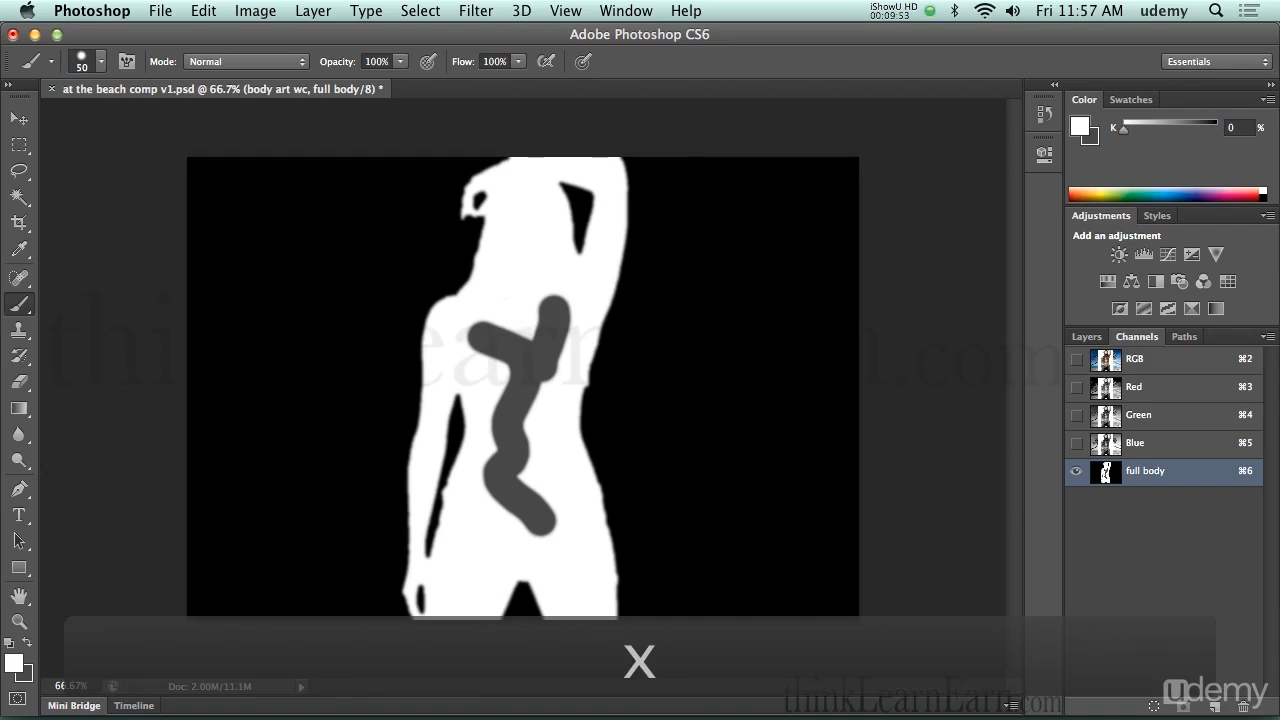 Photoshop File Edit Image Layer Type Select Filter 3D View Window Help iShowU HD 00:09:53 Fri 11:57 AM udemy
Adobe Photoshop CS6
50 Mode: Normal Opacity: 100% Flow: 100% Essentials
× at the beach comp v1.psd @ 66.7% (body art wc, full body/8) *
Color Swatches
K 0 %
Adjustments Styles
Add an adjustment
Layers Channels Paths
RGB ⌘2
Red ⌘3
Green ⌘4
Blue ⌘5
full body ⌘6
thinkLearnEarn.com
T
X
66.67% Doc: 2.00M/11.1M
thinkLearnEarn.com
udemy
Mini Bridge Timeline